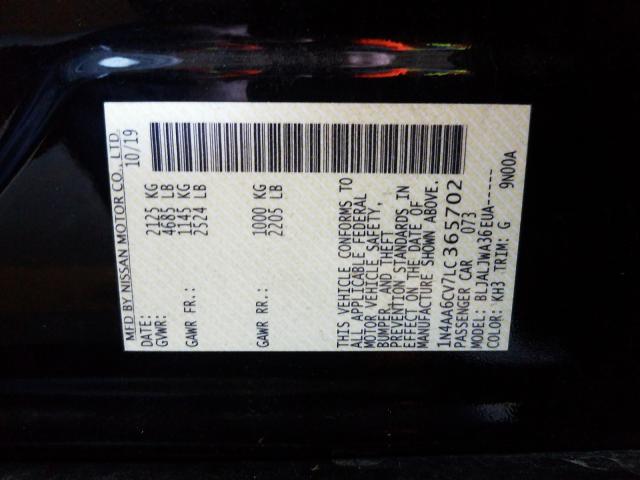 MFD BY NISSAN MOTOR CO., LTD.
DATE: 10/19
GVWR: 2125 KG
4685 LB
GAWR FR.: 1145 KG
2524 LB
GAWR RR.: 1000 KG
2205 LB
THIS VEHICLE CONFORMS TO
ALL APPLICABLE FEDERAL
MOTOR VEHICLE SAFETY,
BUMPER, AND THEFT
PREVENTION STANDARDS IN
EFFECT ON THE DATE OF
MANUFACTURE SHOWN ABOVE.
1N4AA6CV7LC365702
PASSENGER CAR 073
MODEL: BLJALJWA36EUA-----
COLOR: KH3 TRIM: G 9N00A